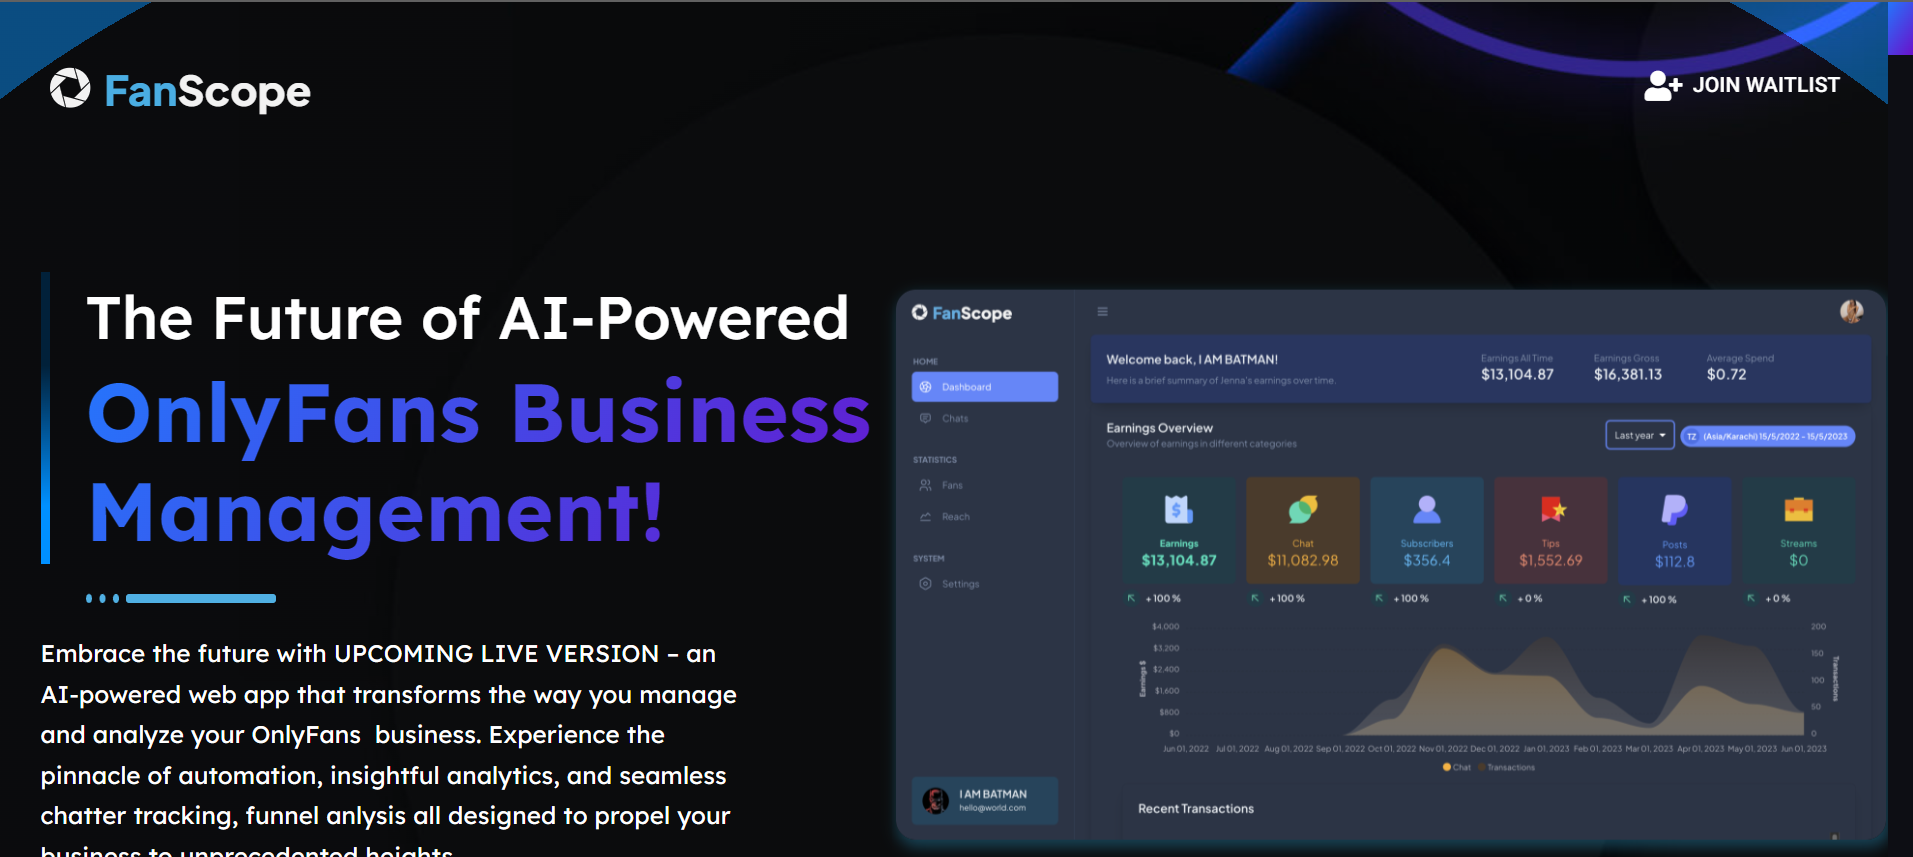 FanScope
JOIN WAITLIST
The Future of AI-Powered
OnlyFans Business
Management!
Embrace the future with UPCOMING LIVE VERSION – an
AI-powered web app that transforms the way you manage
and analyze your OnlyFans business. Experience the
pinnacle of automation, insightful analytics, and seamless
chatter tracking, funnel anlysis all designed to propel your
business to unprecedented heights.
FanScope
HOME
Dashboard
Chats
STATISTICS
Fans
Reach
SYSTEM
Settings
I AM BATMAN
hello@world.com
Welcome back, I AM BATMAN!
Here is a brief summary of Jenna's earnings over time.
Earnings All Time
$13,104.87
Earnings Gross
$16,381.13
Average Spend
$0.72
Earnings Overview
Overview of earnings in different categories
Last year
TZ (Asia/Karachi) 15/5/2022 - 15/5/2023
Earnings
$13,104.87
+100 %
Chat
$11,082.98
+100 %
Subscribers
$356.4
+100 %
Tips
$1,552.69
+0 %
Posts
$112.8
+100 %
Streams
$0
+0 %
Earnings $
$4,000
$3,200
$2,400
$1,600
$800
$0
200
150
100
50
0
Transactions
Jun 01, 2022 Jul 01, 2022 Aug 01, 2022 Sep 01, 2022 Oct 01, 2022 Nov 01, 2022 Dec 01, 2022 Jan 01, 2023 Feb 01, 2023 Mar 01, 2023 Apr 01, 2023 May 01, 2023 Jun 01, 2023
Chat Transactions
Recent Transactions